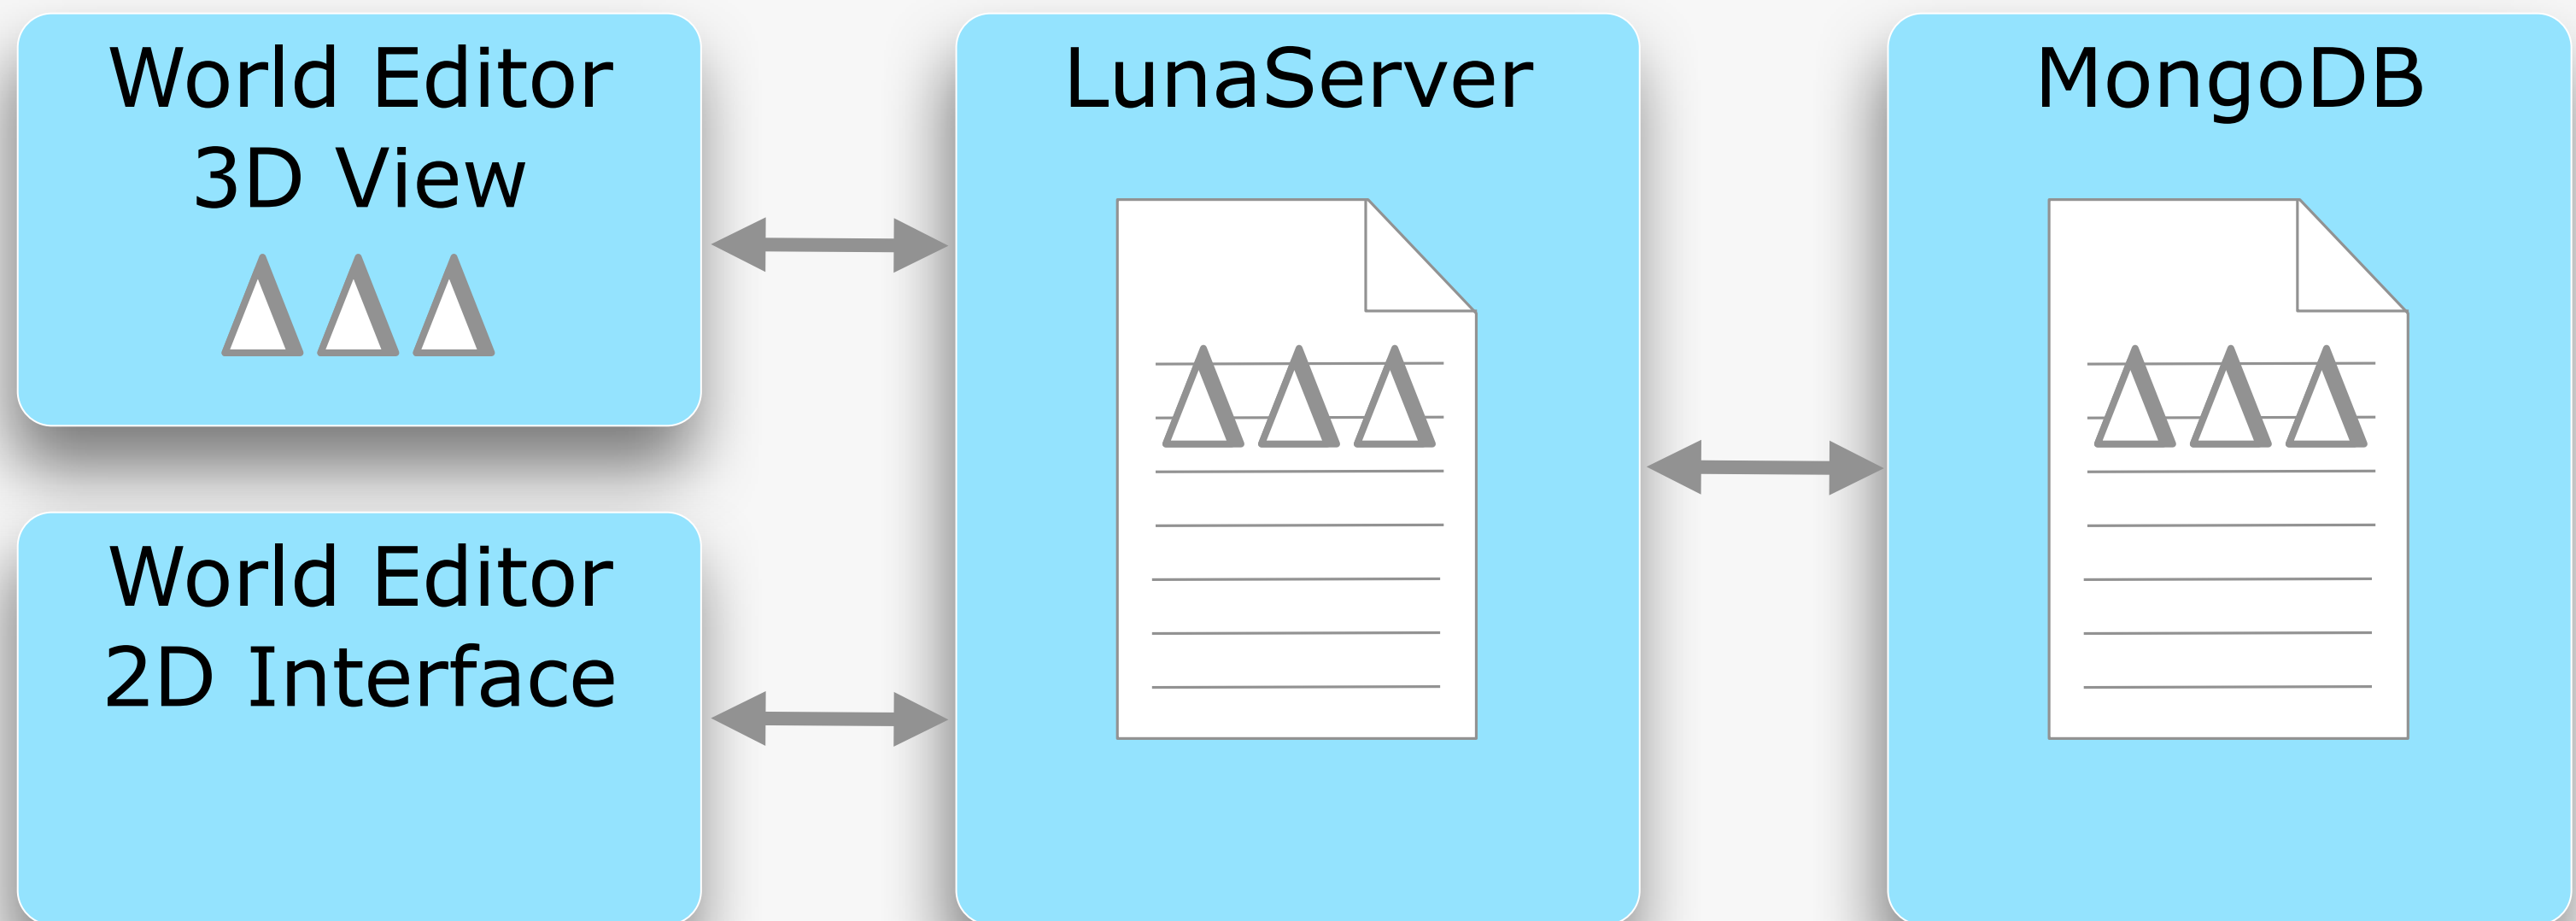 World Editor
3D View
Δ Δ Δ
World Editor
2D Interface
LunaServer
Δ Δ Δ
MongoDB
Δ Δ Δ